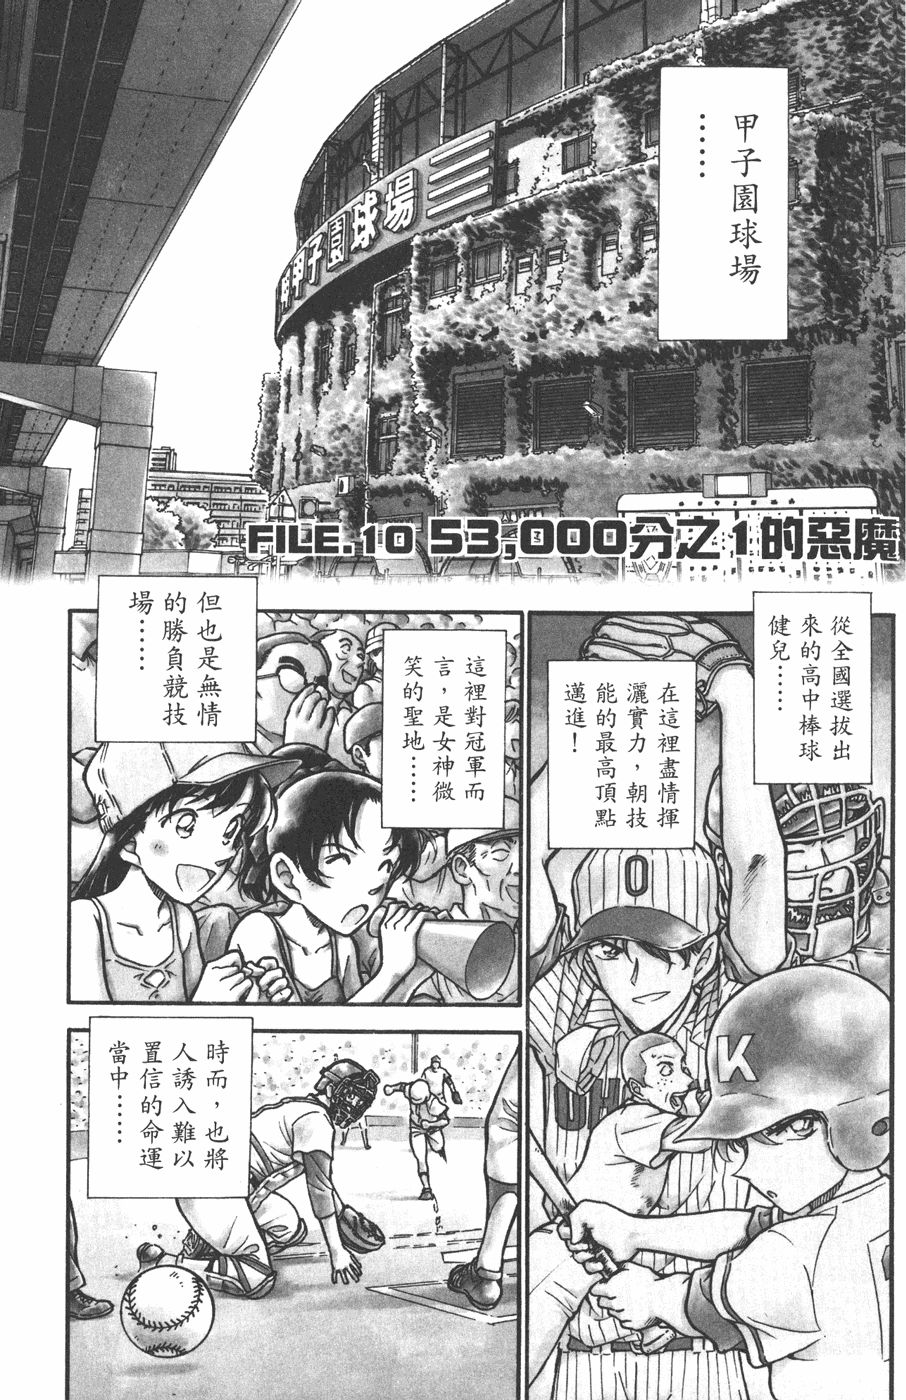 甲子園球場
……
甲子園球場
FILE.10 53,000分之1的惡魔
從全國選拔出
來的高中棒球
健兒……
在這裡盡情揮
灑實力，朝技
能的最高頂點
邁進！
O
K
OH
這裡對冠軍而
言，是女神微
笑的聖地……
但也是無情
的勝負競技
場……
時而，也將
人誘入難以
置信的命運
當中……